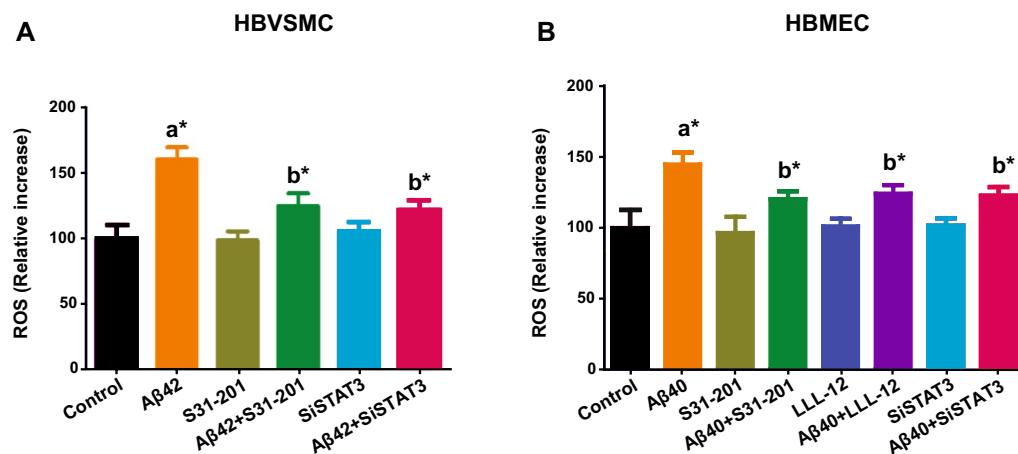 A
HBVSMC
ROS (Relative increase)
200
150
100
50
0
a*
b*
b*
Control
Aβ42
S31-201
Aβ42+S31-201
SiSTAT3
Aβ42+SiSTAT3
B
HBMEC
ROS (Relative increase)
200
150
100
50
0
a*
b*
b*
b*
Control
Aβ40
S31-201
Aβ40+S31-201
LLL-12
Aβ40+LLL-12
SiSTAT3
Aβ40+SiSTAT3